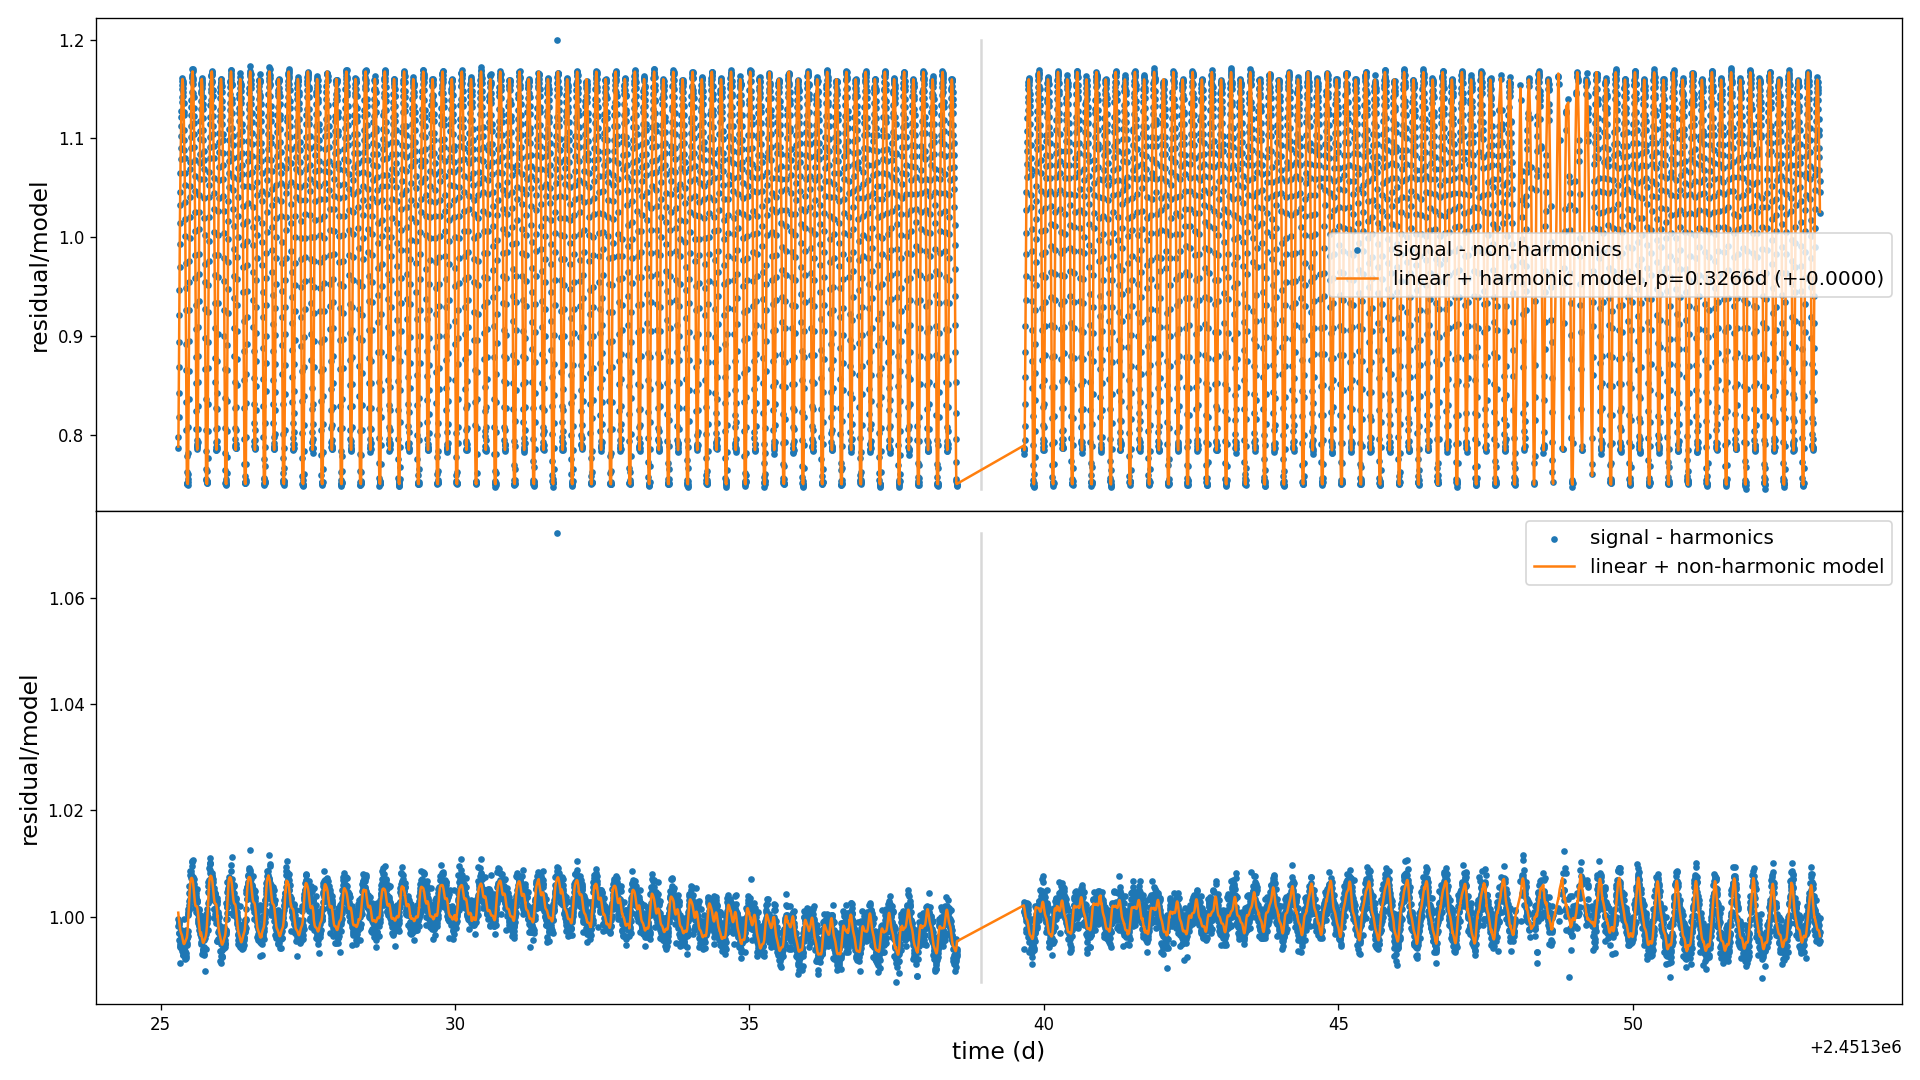 1.2
1.1
1.0
0.9
0.8
residual/model
signal - non-harmonics
linear + harmonic model, p=0.3266d (+-0.0000)
1.06
1.04
1.02
1.00
residual/model
signal - harmonics
linear + non-harmonic model
25
30
35
40
45
50
time (d)
+2.4513e6